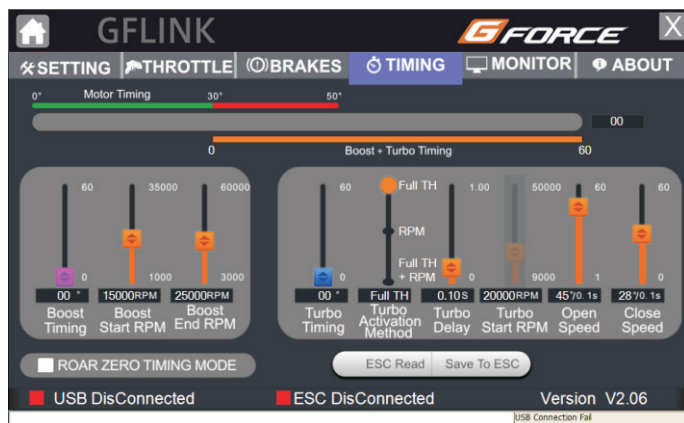 GFLINK GFORCE X
SETTING THROTTLE BRAKES TIMING MONITOR ABOUT
0° Motor Timing 30° 50°
00
0 Boost + Turbo Timing 60
60 35000 60000
0 1000 3000
00 ° 15000RPM 25000RPM
Boost Timing
Boost Start RPM
Boost End RPM
60 Full TH 1.00 50000 60 60
RPM
0 Full TH + RPM 0 9000 1 0
00 ° Full TH 0.10S 20000RPM 45°/0. 1s 28°/0. 1s
Turbo Timing
Turbo Activation Method
Turbo Delay
Turbo Start RPM
Open Speed
Close Speed
ROAR ZERO TIMING MODE
ESC Read Save To ESC
USB DisConnected ESC DisConnected Version V2.06
USB Connection Fail